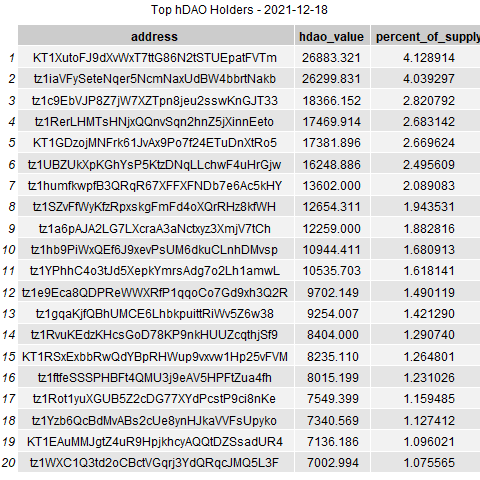 Top hDAO Holders - 2021-12-18
address hdao_value percent_of_supply
1 KT1XutoFJ9dXvWxT7ttG86N2tSTUEpatFVTm 26883.321 4.128914
2 tz1iaVFySeteNqer5NcmNaxUdBW4bbrtNakb 26299.831 4.039297
3 tz1c9EbVJP8Z7jW7XZTpn8jeu2sswKnGJT33 18366.152 2.820792
4 tz1RerLHMTsHNjxQQnvSqn2hnZ5jXinnEeto 17469.914 2.683142
5 KT1GDzojMNFrk61JvAx9Po7f24ETuDnXtRo5 17381.896 2.669624
6 tz1UBZUkXpKGhYsP5KtzDNqLLchwF4uHrGjw 16248.886 2.495609
7 tz1humfkwpfB3QRqR67XFFXFNDb7e6Ac5kHY 13602.000 2.089083
8 tz1SZvFfWyKfzRpxskgFmFd4oXQrRHz8kfWH 12654.311 1.943531
9 tz1a6pAJA2LG7LXcraA3aNctxyz3XmjV7tCh 12259.000 1.882816
10 tz1hb9PiWxQEf6J9xevPsUM6dkuCLnhDMvsp 10944.411 1.680913
11 tz1YPhhC4o3tJd5XepkYmrsAdg7o2Lh1amwL 10535.703 1.618141
12 tz1e9Eca8QDPReWWXRfP1qqoCo7Gd9xh3Q2R 9702.149 1.490119
13 tz1gqaKjfQBhUMCE6LhbkpuittRiWv5Z6w38 9254.007 1.421290
14 tz1RvuKEdzKHcsGoD78KP9nkHUUZcqthjSf9 8404.000 1.290740
15 KT1RSxExbbRwQdYBpRHWup9vxvw1Hp25vFVM 8235.110 1.264801
16 tz1ftfeSSSPHBFt4QMU3j9eAV5HPFtZua4fh 8015.199 1.231026
17 tz1Rot1yuXGUB5Z2cDG77XYdPcstP9ci8nKe 7549.399 1.159485
18 tz1Yzb6QcBdMvABs2cUe8ynHJkaVVFsUpyko 7340.569 1.127412
19 KT1EAuMMJgtZ4uR9HpjkhcyAQQtDZSsadUR4 7136.186 1.096021
20 tz1WXC1Q3td2oCBctVGqrj3YdQRqcJMQ5L3F 7002.994 1.075565